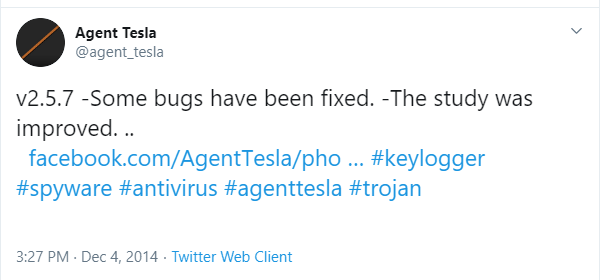 Agent Tesla
@agent_tesla
v2.5.7 -Some bugs have been fixed. -The study was
improved. ..
facebook.com/AgentTesla/pho ... #keylogger
#spyware #antivirus #agenttesla #trojan
3:27 PM · Dec 4, 2014 · Twitter Web Client